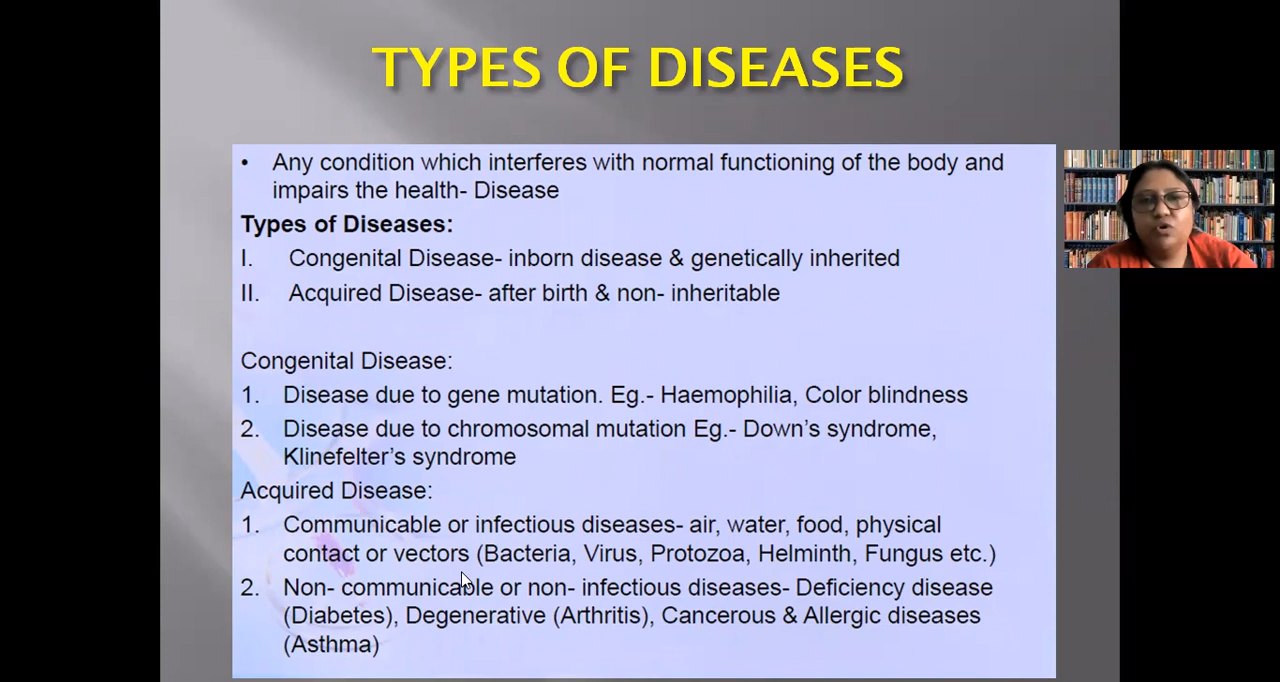 TYPES OF DISEASES
• Any condition which interferes with normal functioning of the body and
impairs the health- Disease
Types of Diseases:
I. Congenital Disease- inborn disease & genetically inherited
II. Acquired Disease- after birth & non- inheritable
Congenital Disease:
1. Disease due to gene mutation. Eg.- Haemophilia, Color blindness
2. Disease due to chromosomal mutation Eg.- Down's syndrome,
Klinefelter's syndrome
Acquired Disease:
1. Communicable or infectious diseases- air, water, food, physical
contact or vectors (Bacteria, Virus, Protozoa, Helminth, Fungus etc.)
2. Non- communicable or non- infectious diseases- Deficiency disease
(Diabetes), Degenerative (Arthritis), Cancerous & Allergic diseases
(Asthma)